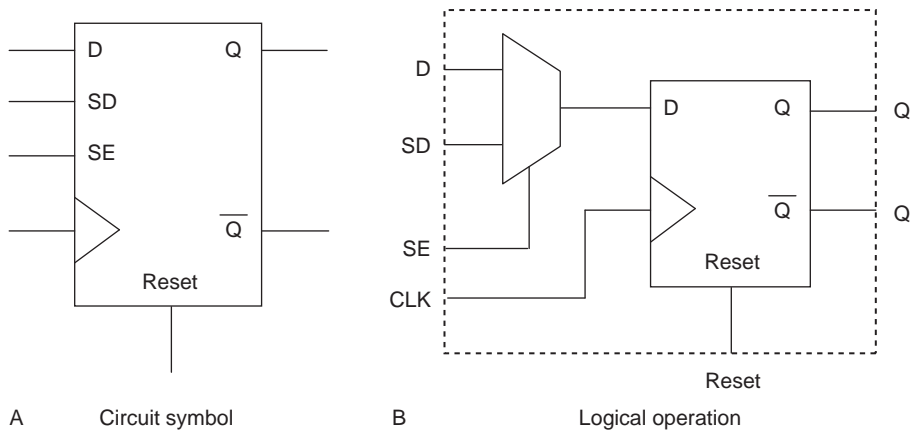 D
Q
SD
SE
Q̅
Reset
A
Circuit symbol
D
SD
SE
CLK
D
Q
Q̅
Reset
Q
Q
Reset
B
Logical operation